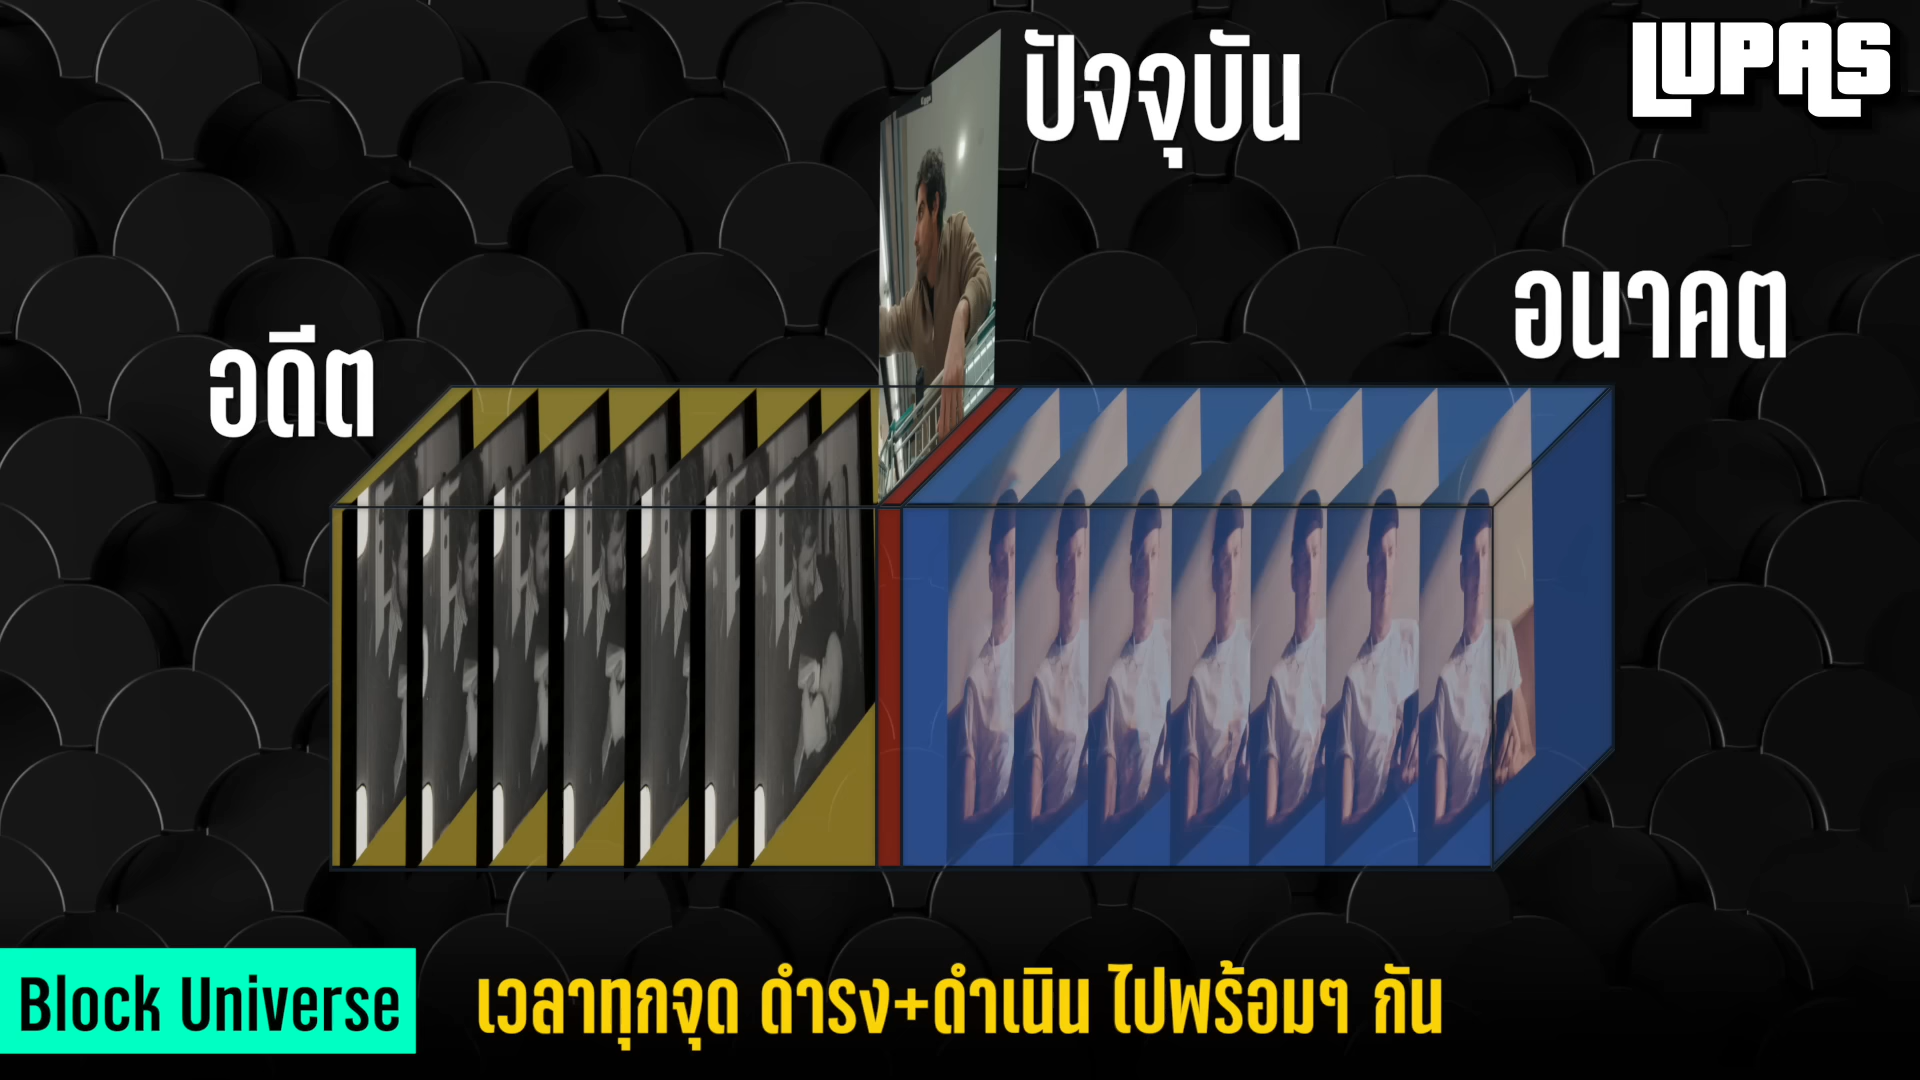 LUPAS
ปัจจุบัน
อนาคต
อดีต
Block Universe
เวลาทุกจุด ดำรง+ดำเนิน ไปพร้อมๆ กัน